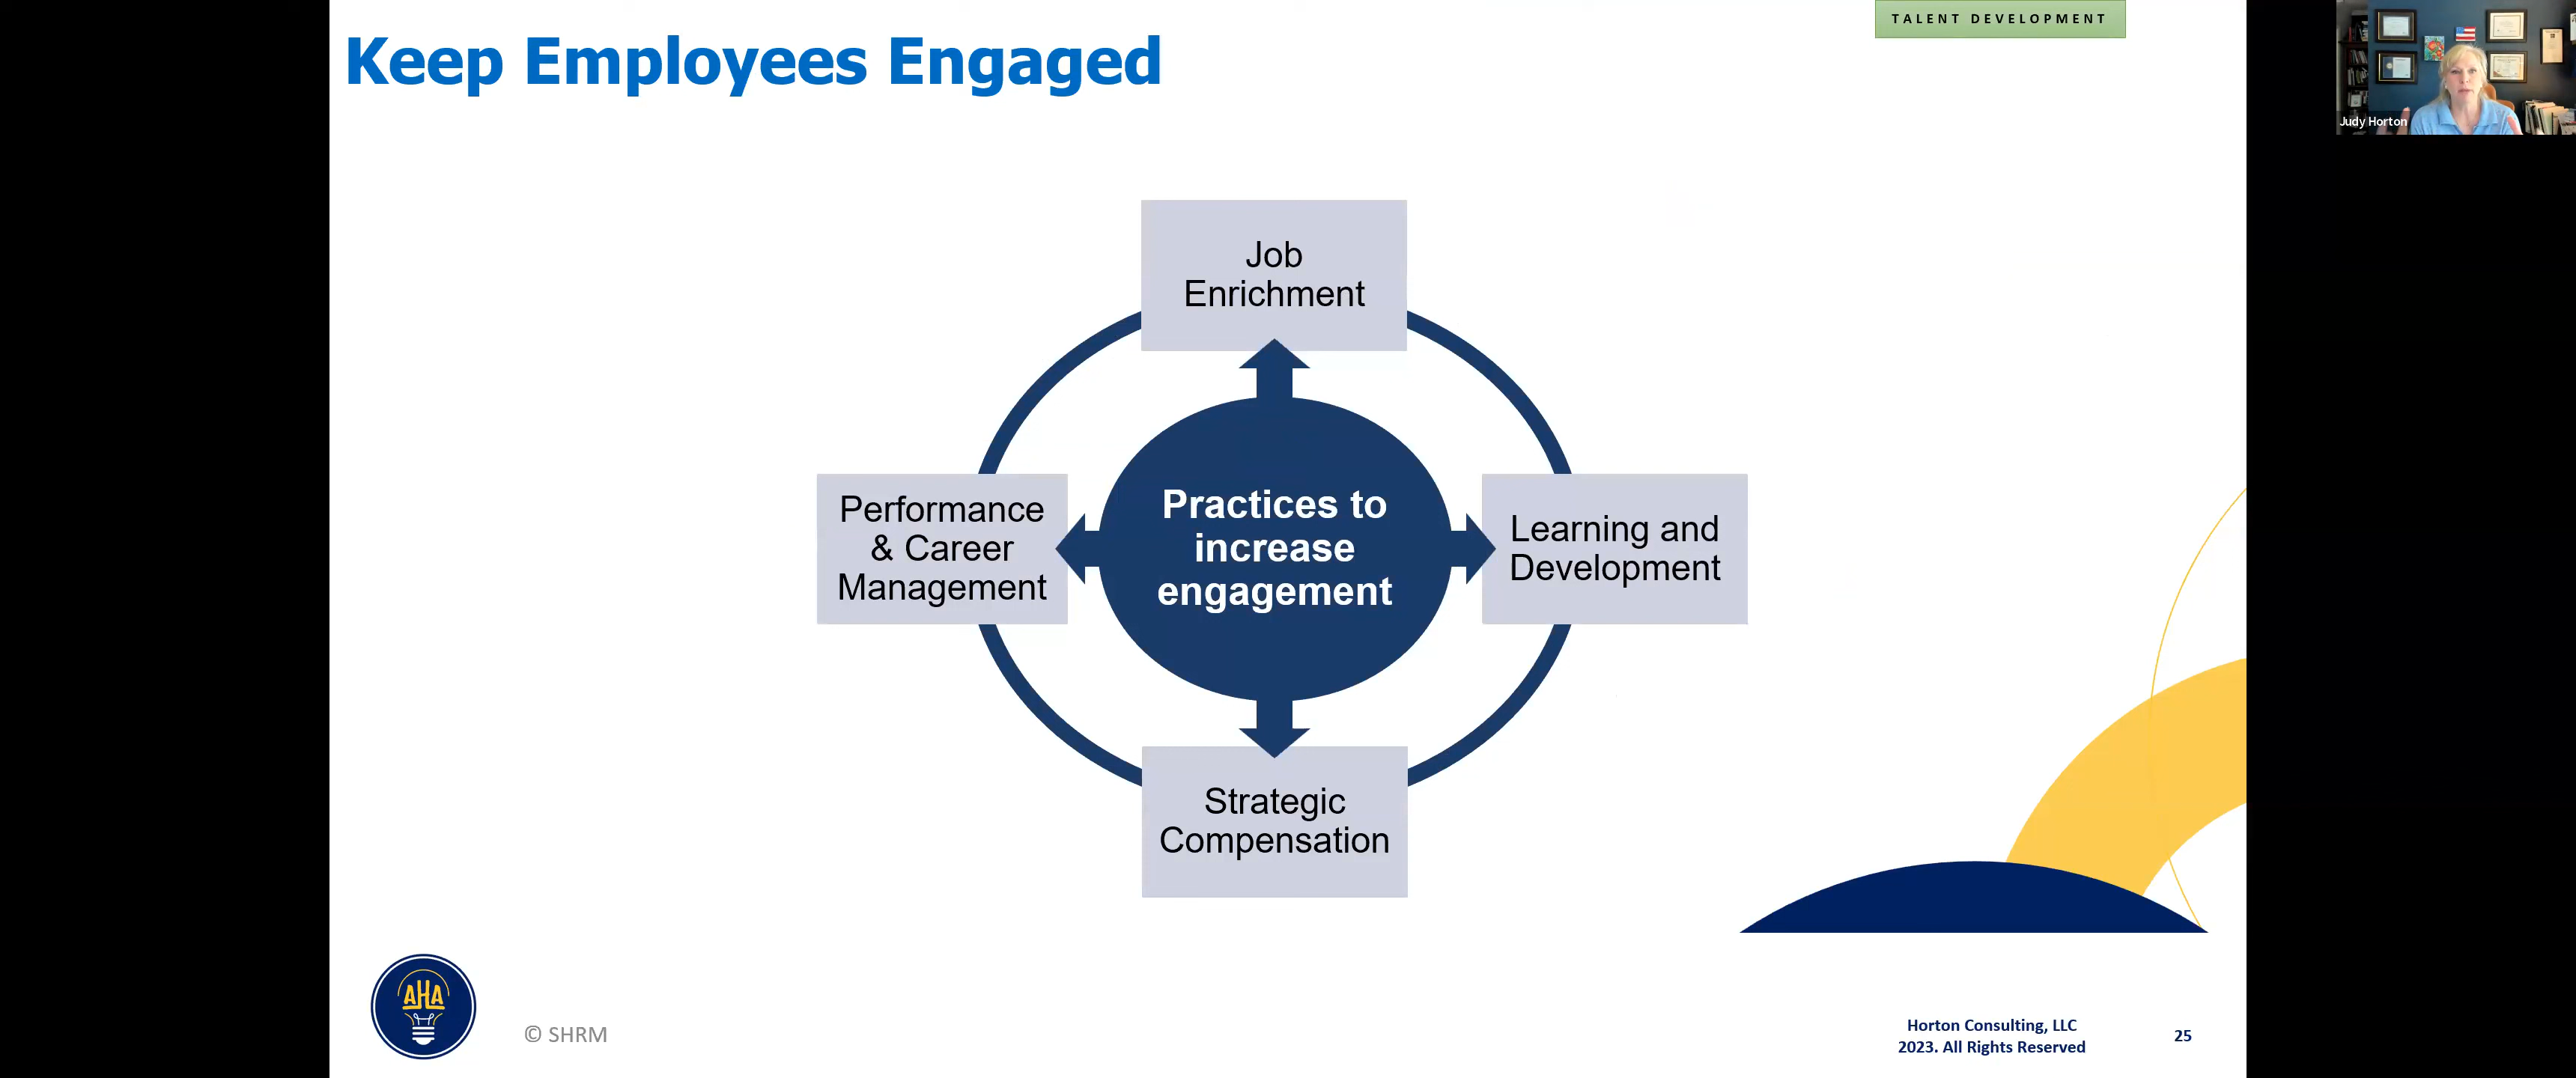 TALENT DEVELOPMENT
Keep Employees Engaged
Judy Horton
Job
Enrichment
Performance
& Career
Management
Practices to
increase
engagement
Learning and
Development
Strategic
Compensation
AHA
© SHRM
Horton Consulting, LLC
2023. All Rights Reserved
25